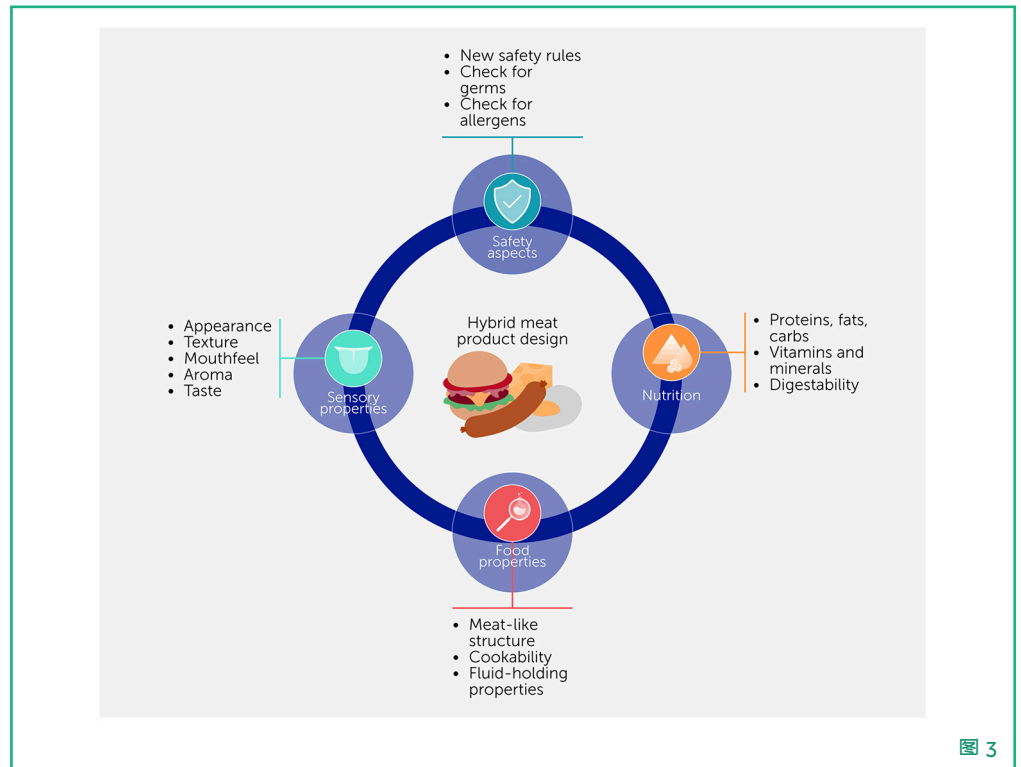 • New safety rules
• Check for
germs
• Check for
allergens
Safety
aspects
• Appearance
• Texture
• Mouthfeel
• Aroma
• Taste
Sensory
properties
Hybrid meat
product design
Nutrition
• Proteins, fats,
carbs
• Vitamins and
minerals
• Digestability
Food
properties
• Meat-like
structure
• Cookability
• Fluid-holding
properties
图 3